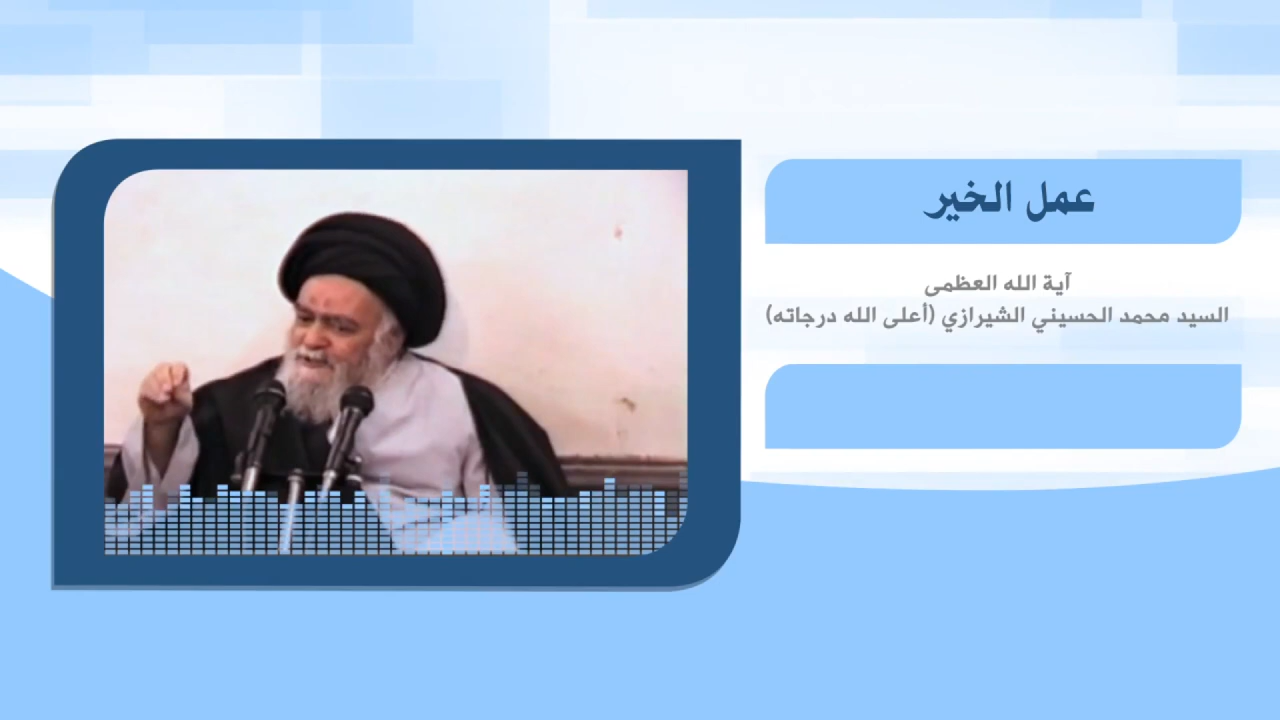 عمل الخير
آية الله العظمى
السيد محمد الحسيني الشيرازي (أعلى الله درجاته)